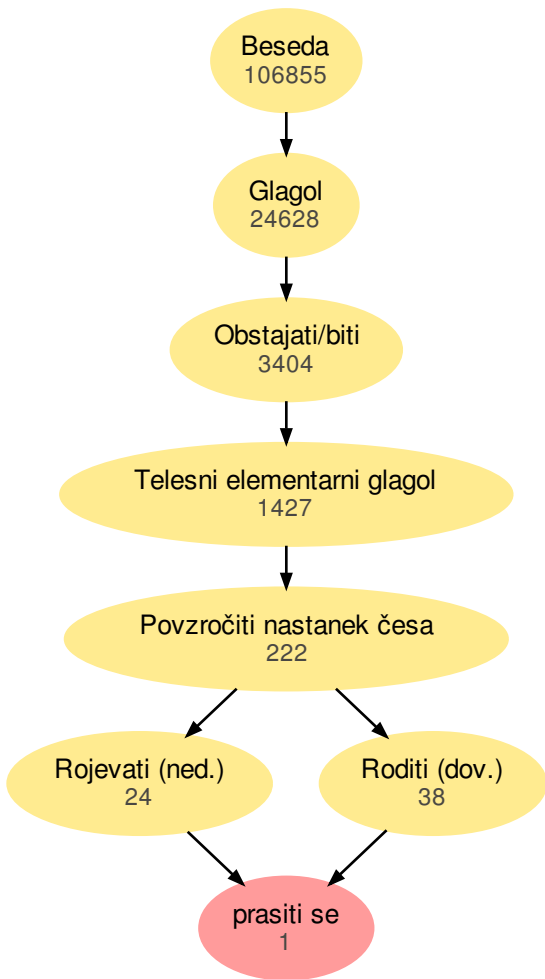 Beseda
106855
Glagol
24628
Obstajati/biti
3404
Telesni elementarni glagol
1427
Povzročiti nastanek česa
222
Rojevati (ned.)
24
Roditi (dov.)
38
prasiti se
1